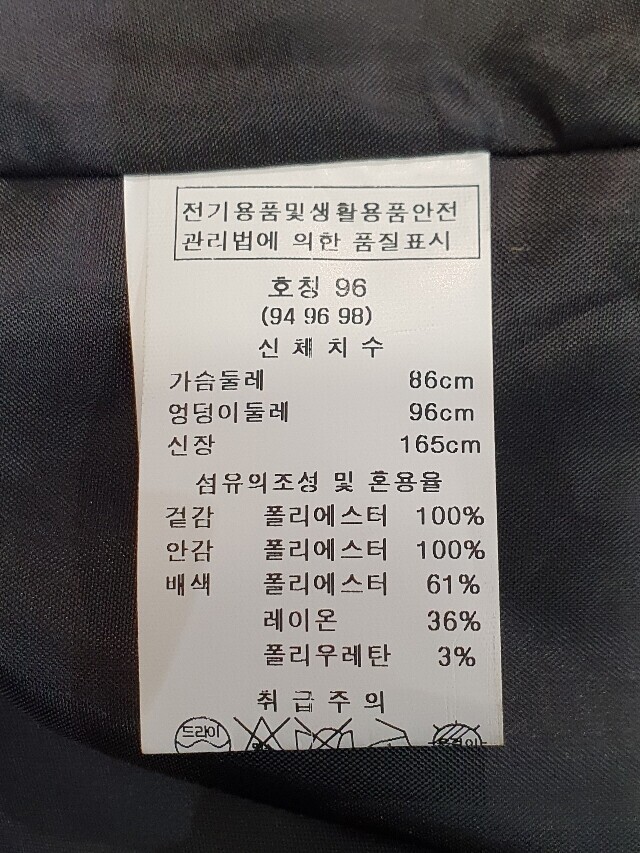 전기용품및생활용품안전
관리법에 의한 품질표시
호칭 96
(94 96 98)
신 체 치 수
가슴둘레 86cm
엉덩이둘레 96cm
신장 165cm
섬유의조성 및 혼용율
겉감 폴리에스터 100%
안감 폴리에스터 100%
배색 폴리에스터 61%
레이온 36%
폴리우레탄 3%
취 급 주 의
드라이